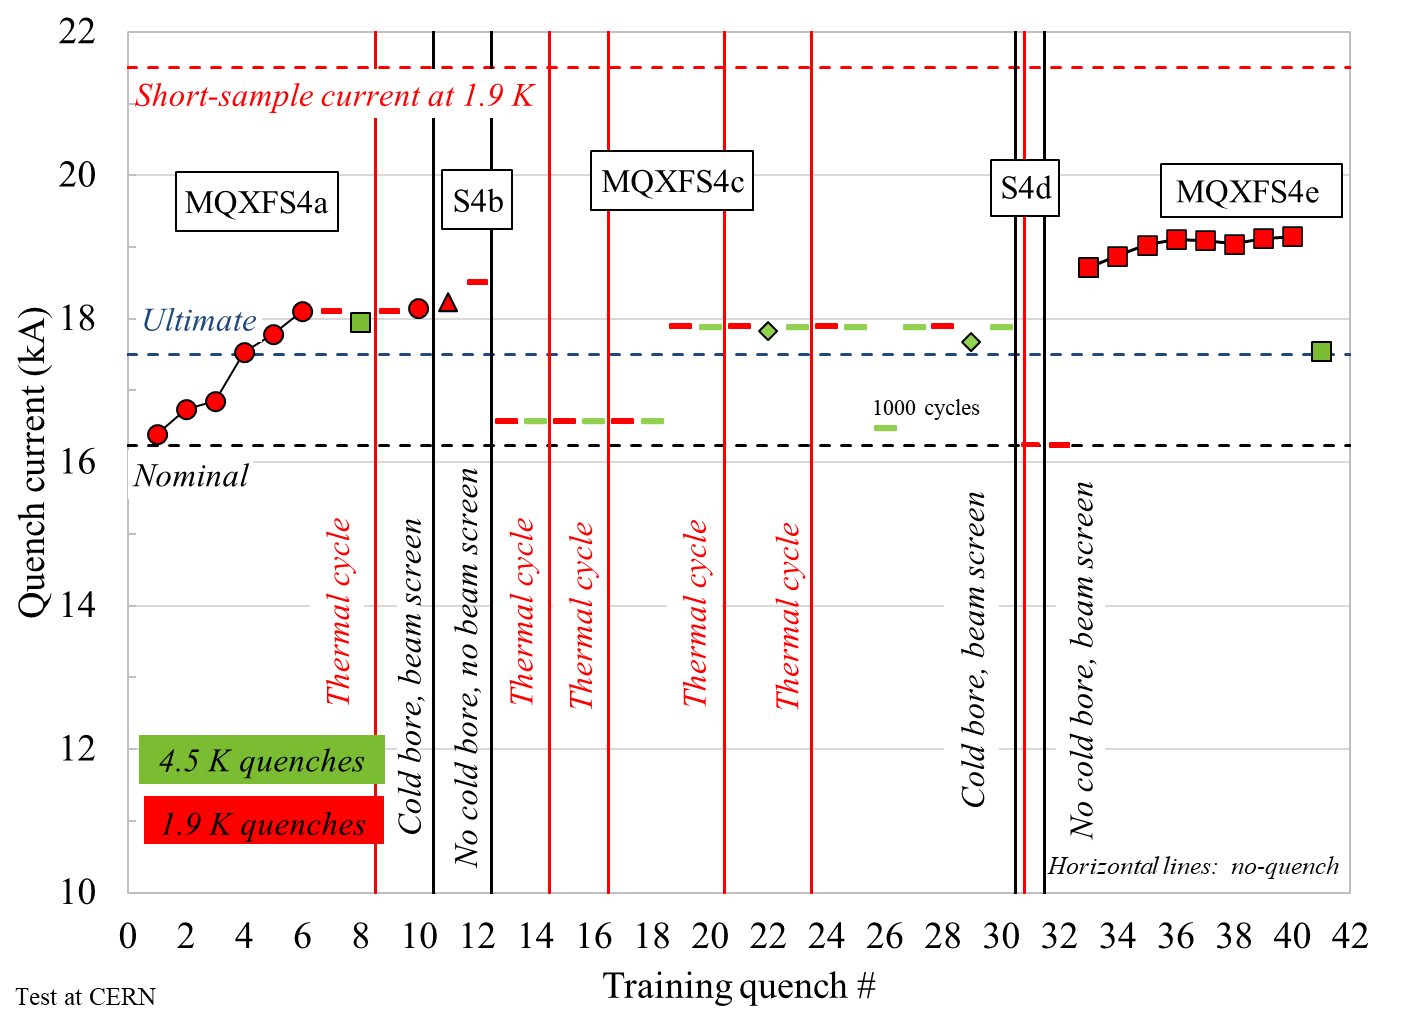 22
20
18
16
14
12
10
Quench current (kA)
Short-sample current at 1.9 K
MQXFS4a
S4b
MQXFS4c
S4d
MQXFS4e
Ultimate
1000 cycles
Nominal
Thermal cycle
Cold bore, beam screen
No cold bore, no beam screen
Thermal cycle
Thermal cycle
Thermal cycle
Thermal cycle
Cold bore, beam screen
No cold bore, beam screen
4.5 K quenches
1.9 K quenches
Horizontal lines: no-quench
0 2 4 6 8 10 12 14 16 18 20 22 24 26 28 30 32 34 36 38 40 42
Training quench #
Test at CERN